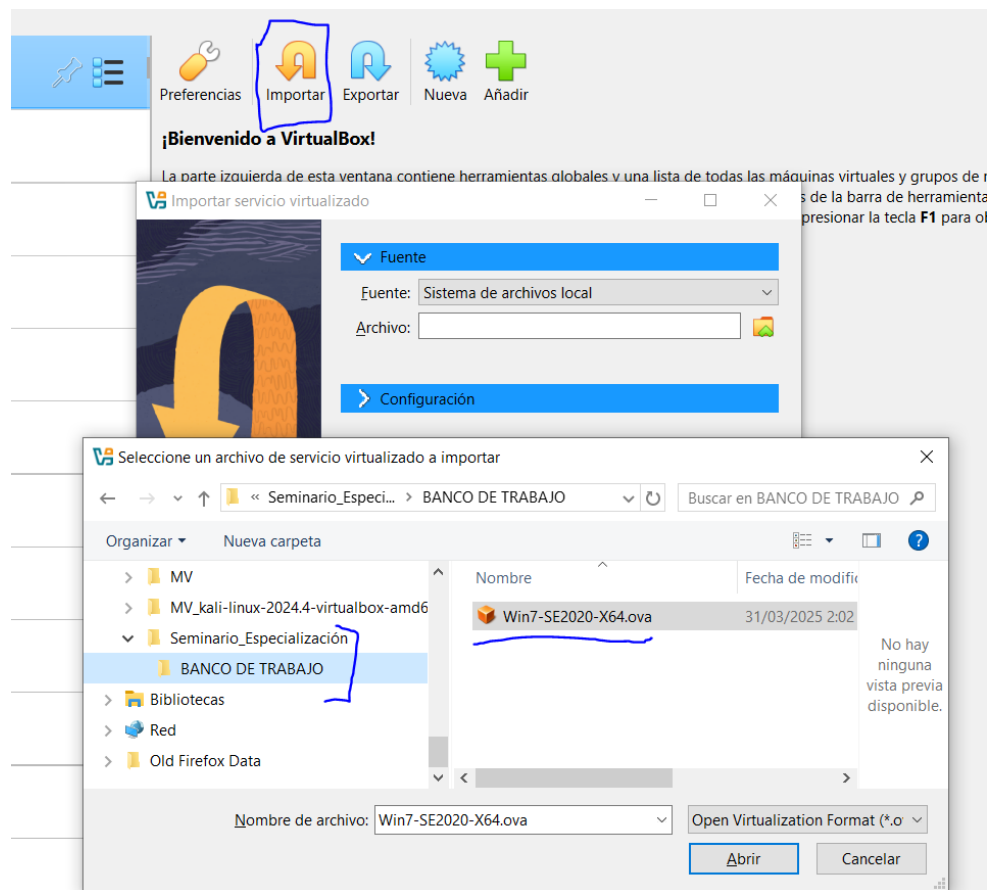 Preferencias Importar Exportar Nueva Añadir
¡Bienvenido a VirtualBox!
La parte izquierda de esta ventana contiene herramientas globales y una lista de todas las máquinas virtuales y grupos de
Importar servicio virtualizado
s de la barra de herramienta
presionar la tecla F1 para ob
Fuente
Fuente: Sistema de archivos local
Archivo:
Configuración
Seleccione un archivo de servicio virtualizado a importar
« Seminario_Especi... > BANCO DE TRABAJO
Buscar en BANCO DE TRABAJO
Organizar
Nueva carpeta
MV
MV_kali-linux-2024.4-virtualbox-amd6
Seminario_Especialización
BANCO DE TRABAJO
Bibliotecas
Red
Old Firefox Data
Nombre Fecha de modific
Win7-SE2020-X64.ova 31/03/2025 2:02
No hay
ninguna
vista previa
disponible.
Nombre de archivo: Win7-SE2020-X64.ova
Open Virtualization Format (*.o
Abrir Cancelar